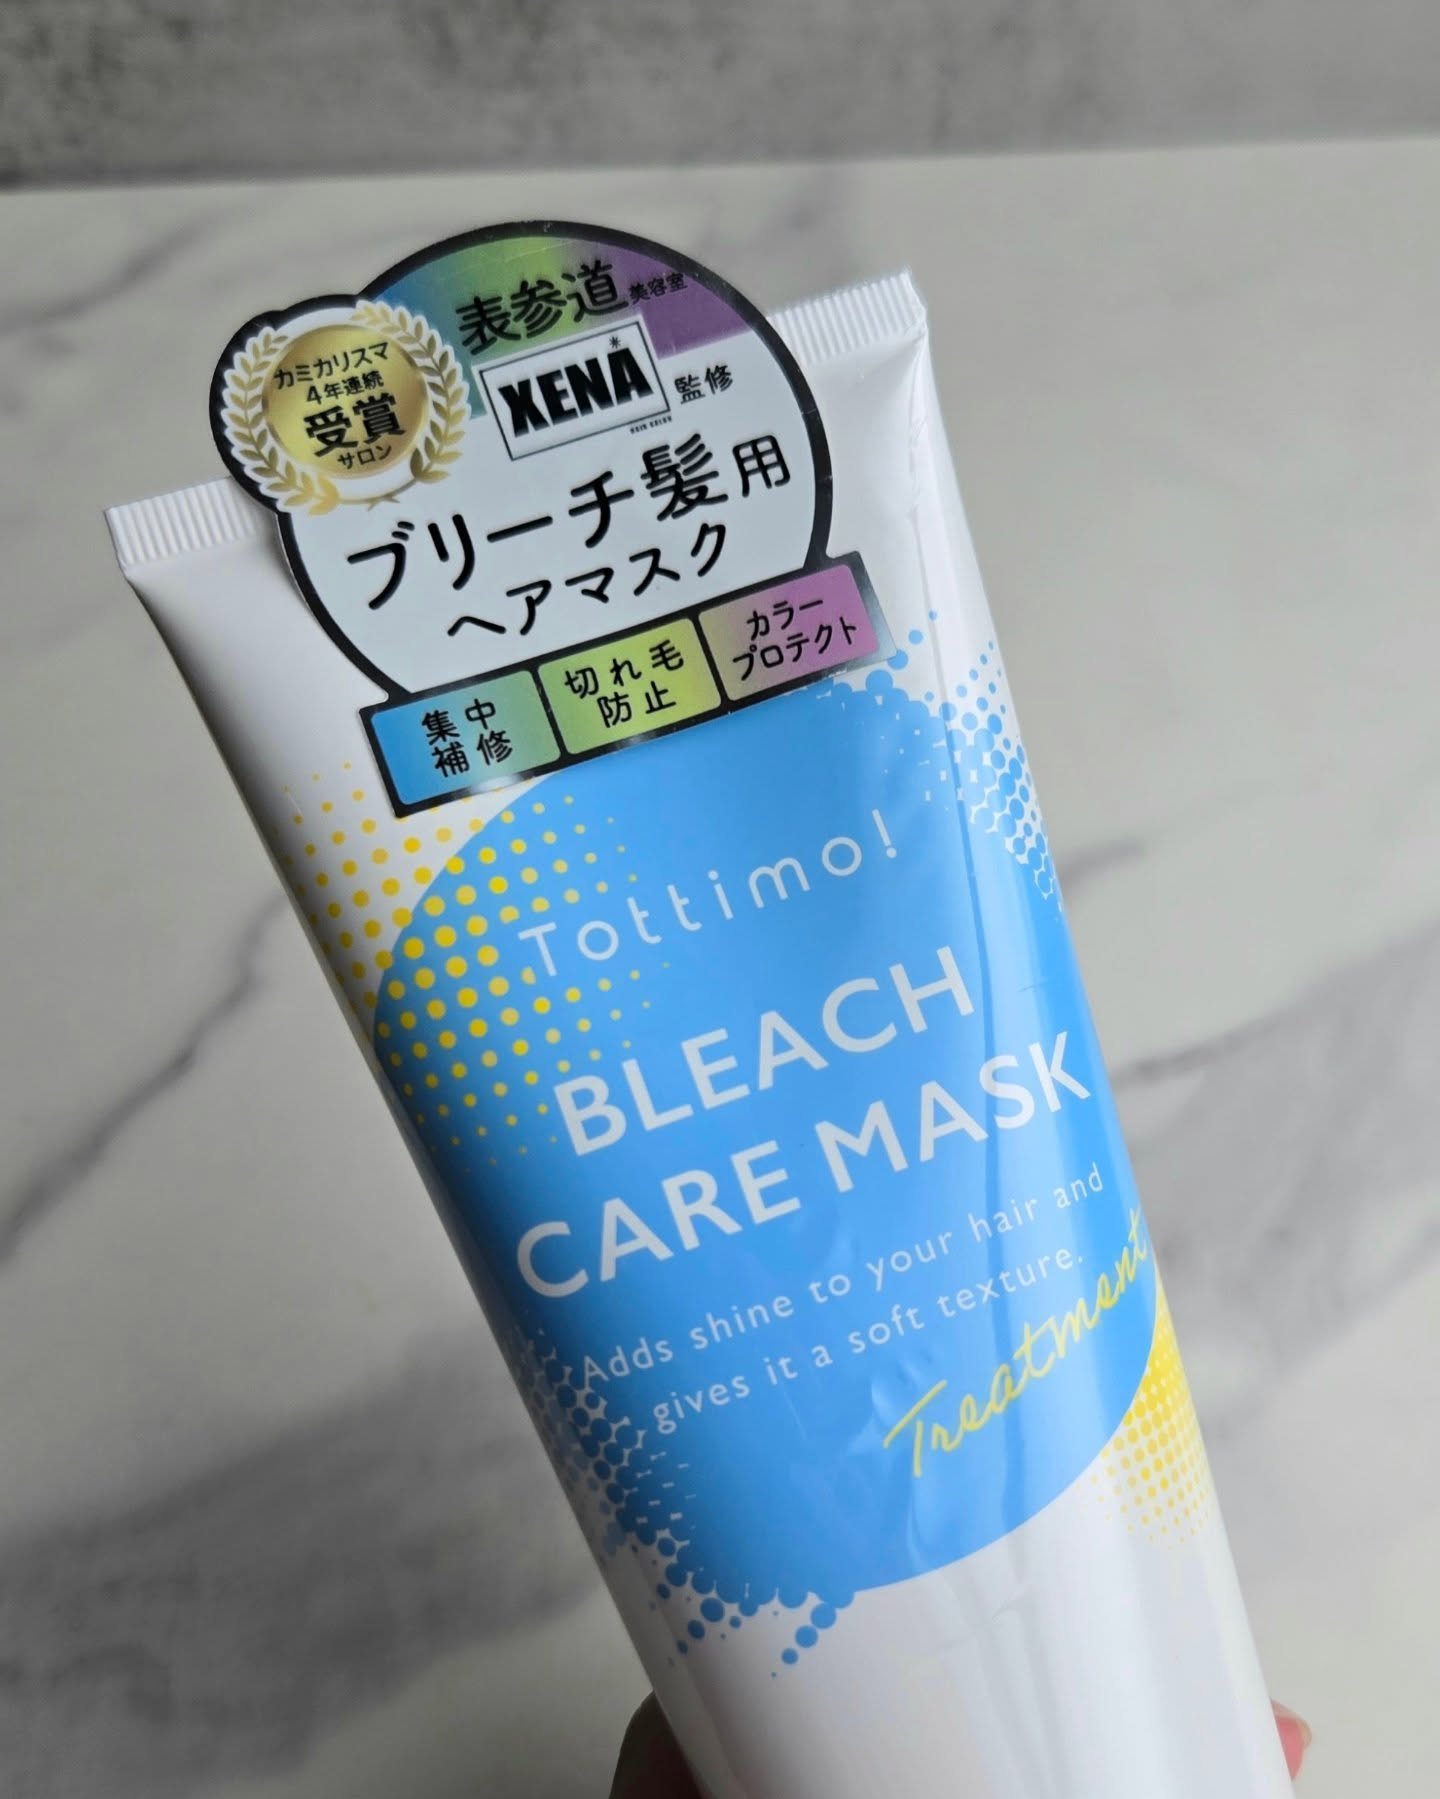 カミカリスマ
4年連続
受賞
サロン
表参道美容室
XENA
HAIR SALON
監修
ブリーチ髪用
ヘアマスク
集中
補修
切れ毛
防止
カラー
プロテクト
Tottimo!
BLEACH
CARE MASK
Adds shine to your hair and
gives it a soft texture.
Treatment